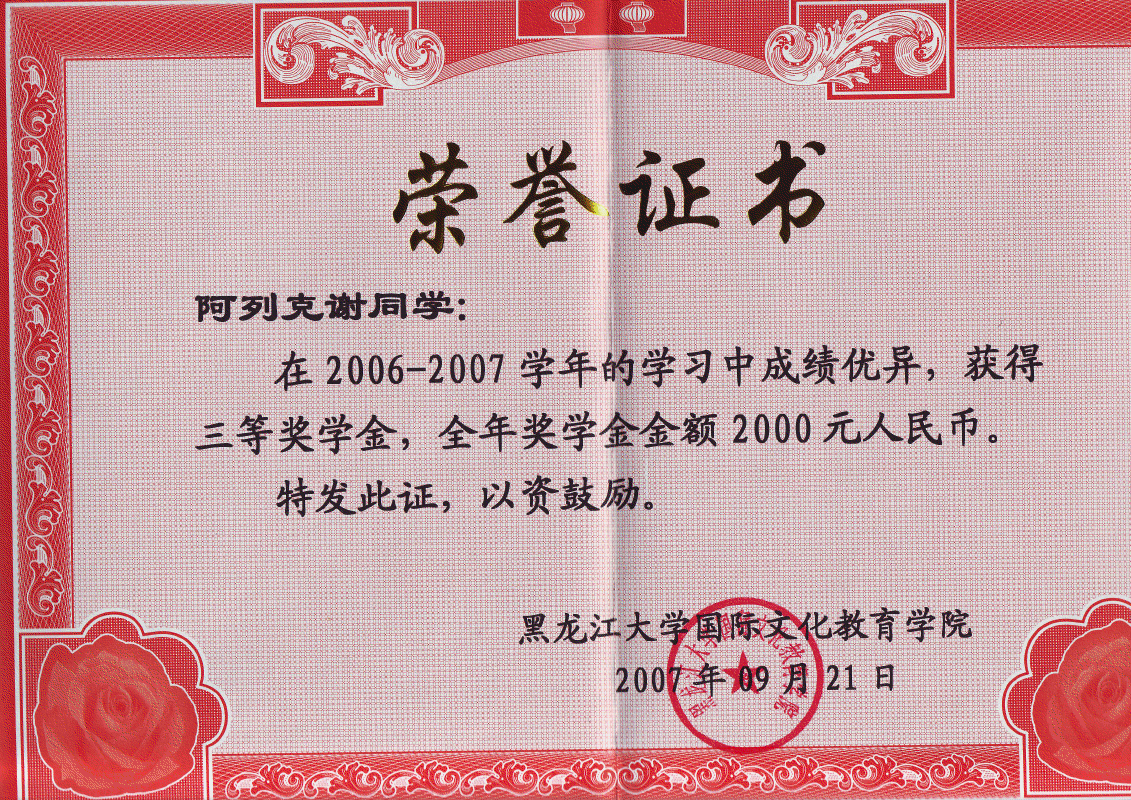 荣誉证书
阿列克谢同学：
在 2006-2007 学年的学习中成绩优异，获得
三等奖学金，全年奖学金金额 2000 元人民币。
特发此证，以资鼓励。
黑龙江大学国际文化教育学院
2007 年 09 月 21 日